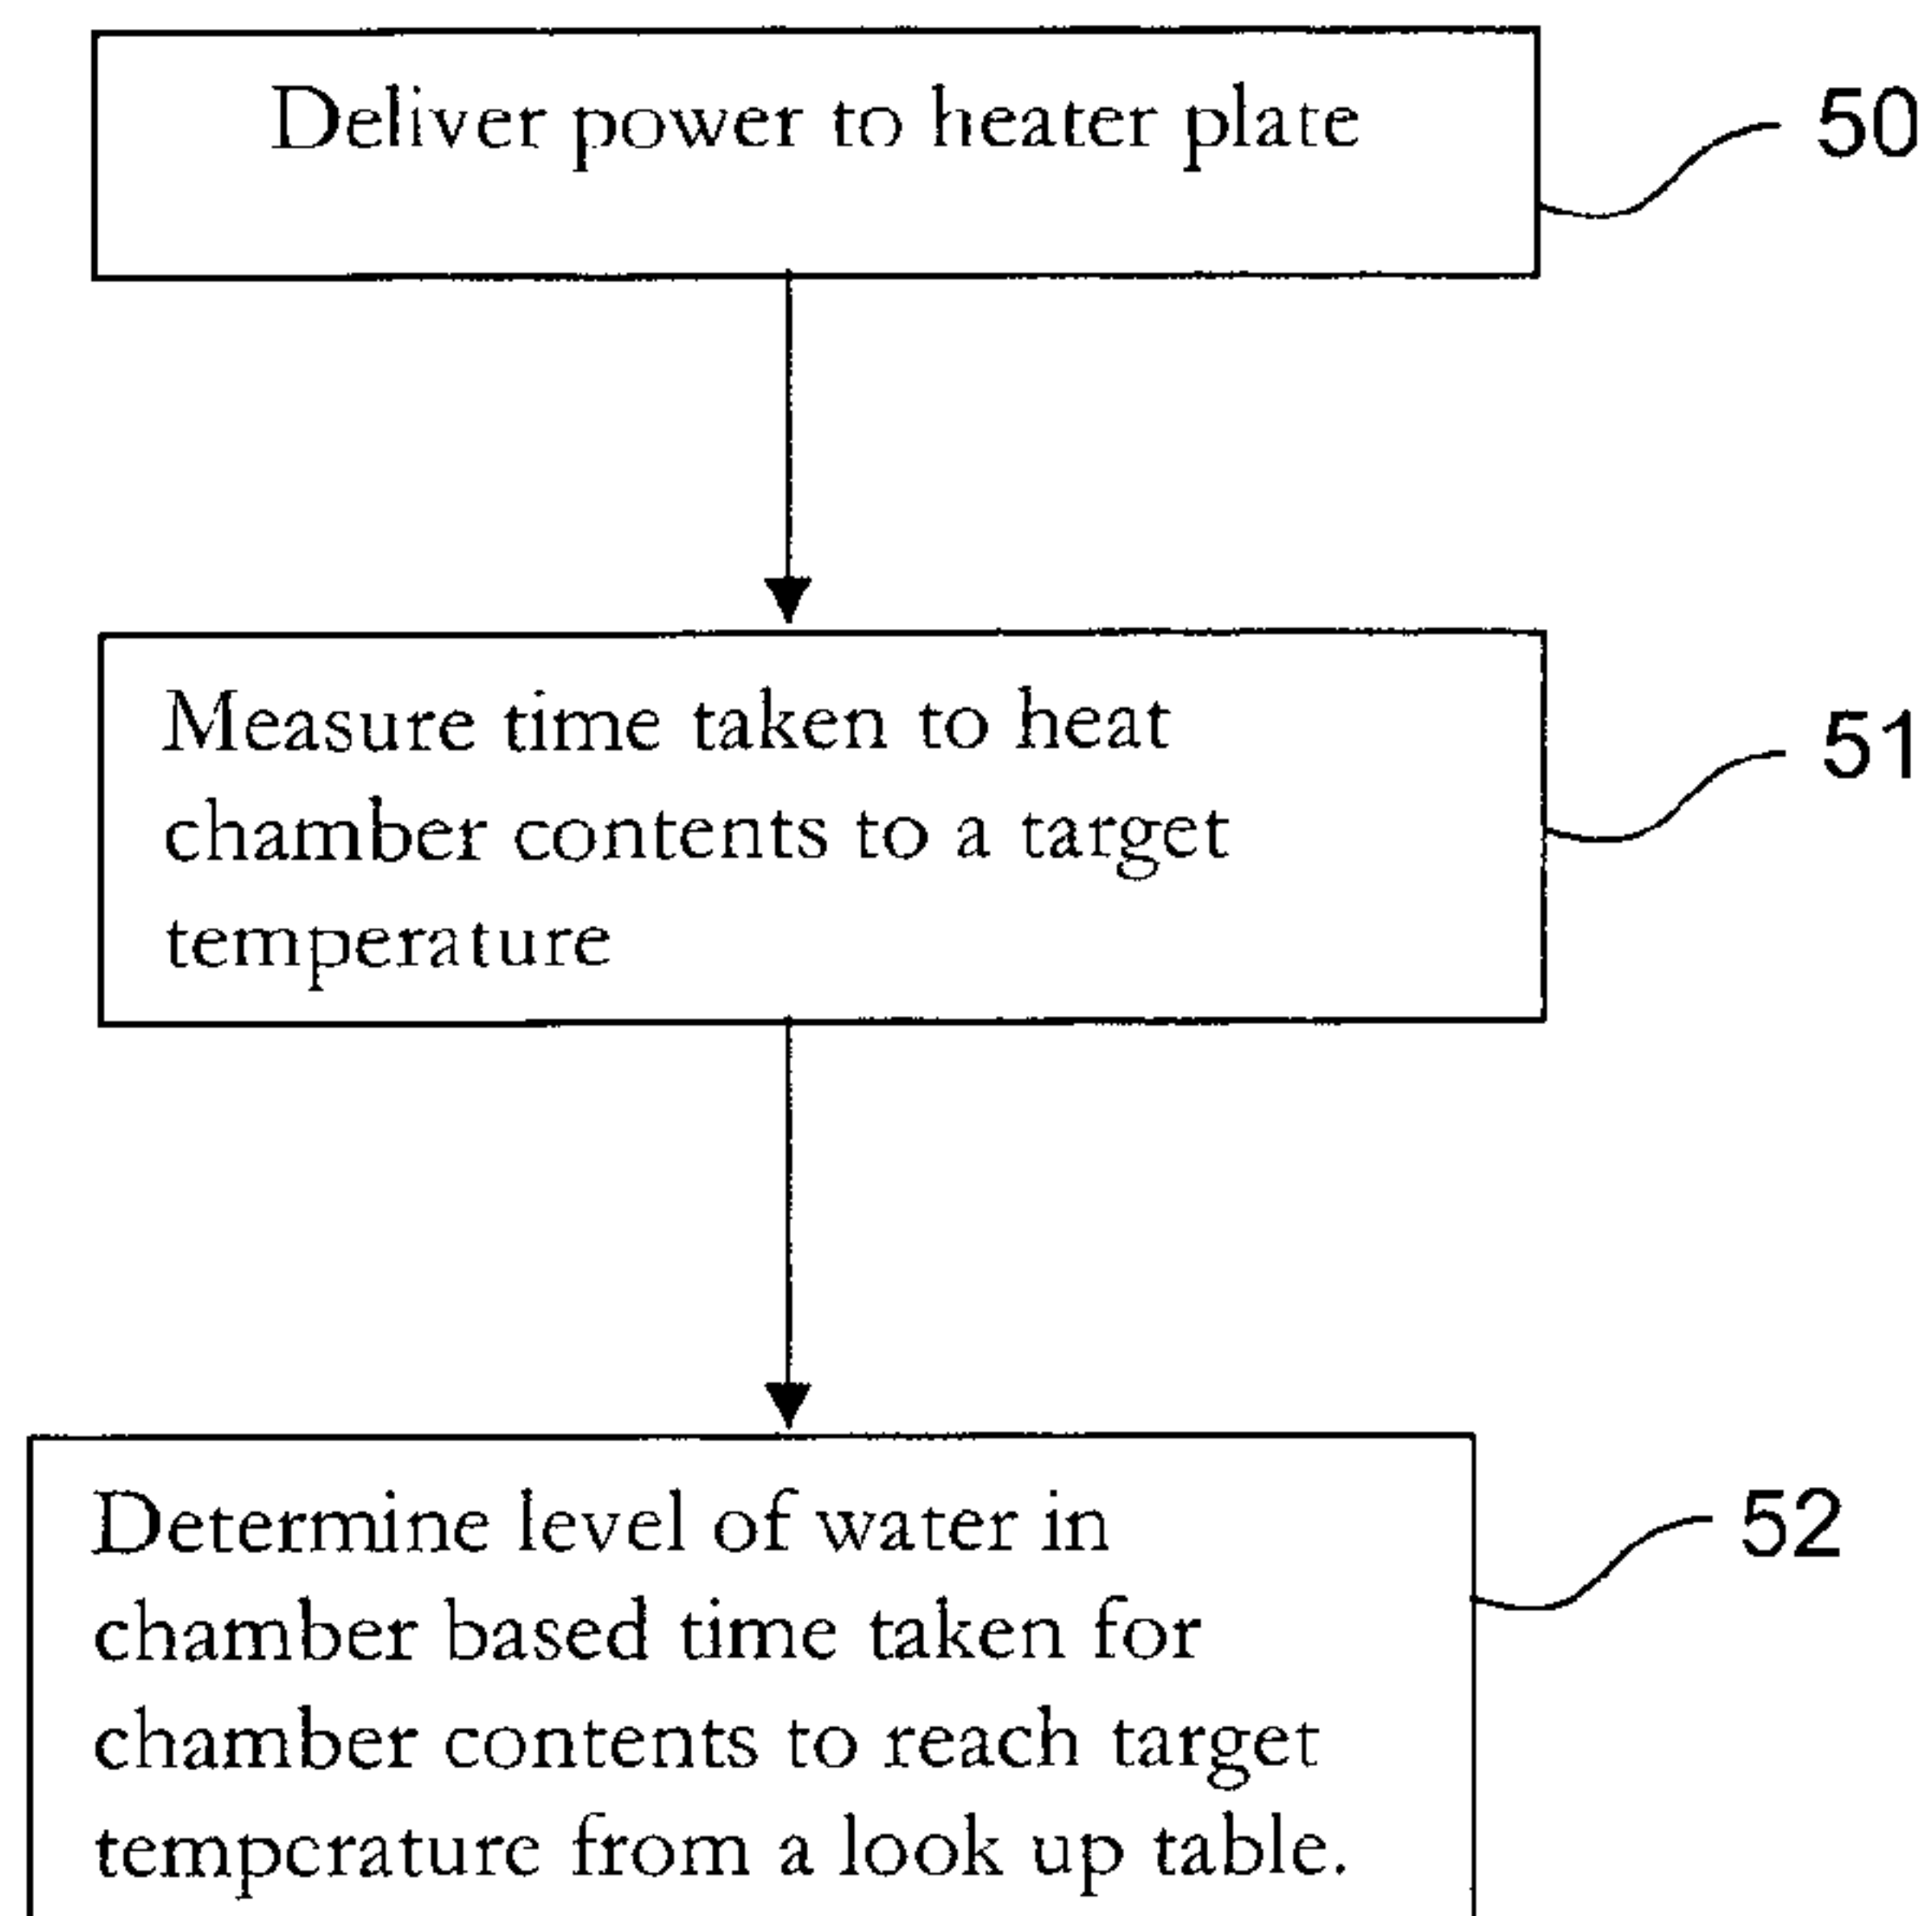 Deliver power to heater plate
50
Measure time taken to heat
chamber contents to a target
temperature
51
Determine level of water in
chamber based time taken for
chamber contents to reach target
temperature from a look up table.
52